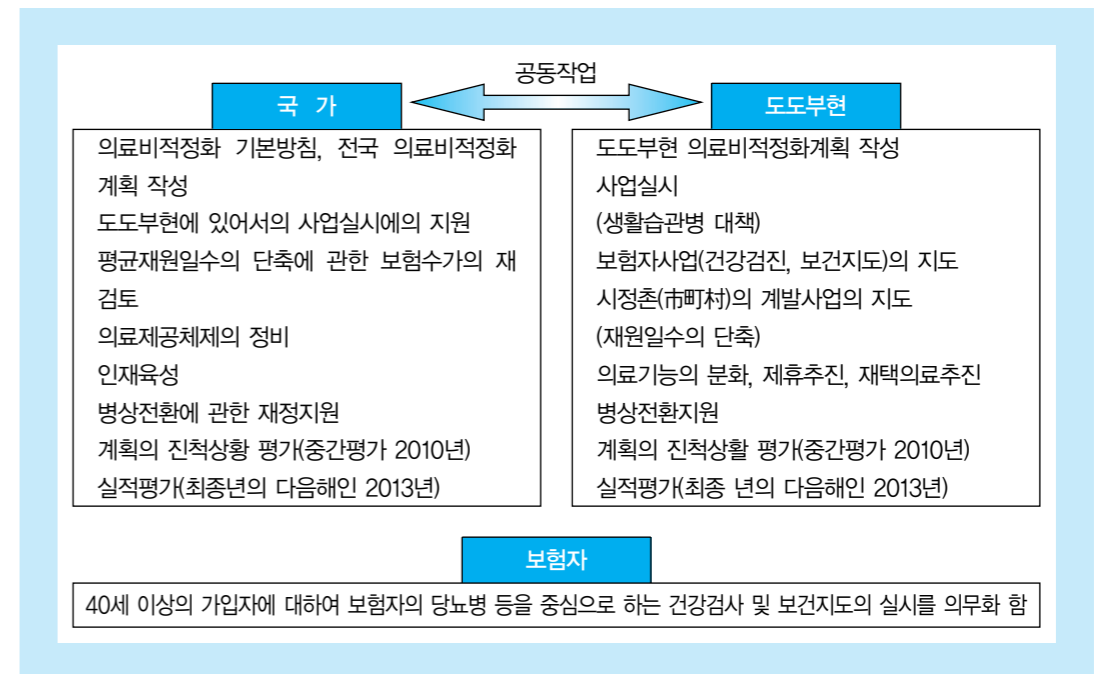 공동작업
국 가
의료비적정화 기본방침, 전국 의료비적정화
계획 작성
도도부현에 있어서의 사업실시에의 지원
평균재원일수의 단축에 관한 보험수가의 재
검토
의료제공체제의 정비
인재육성
병상전환에 관한 재정지원
계획의 진척상황 평가(중간평가 2010년)
실적평가(최종년의 다음해인 2013년)
도도부현
도도부현 의료비적정화계획 작성
사업실시
(생활습관병 대책)
보험자사업(건강검진, 보건지도)의 지도
시정촌(市町村)의 계발사업의 지도
(재원일수의 단축)
의료기능의 분화, 제휴추진, 재택의료추진
병상전환지원
계획의 진척상활 평가(중간평가 2010년)
실적평가(최종 년의 다음해인 2013년)
보험자
40세 이상의 가입자에 대하여 보험자의 당뇨병 등을 중심으로 하는 건강검사 및 보건지도의 실시를 의무화 함